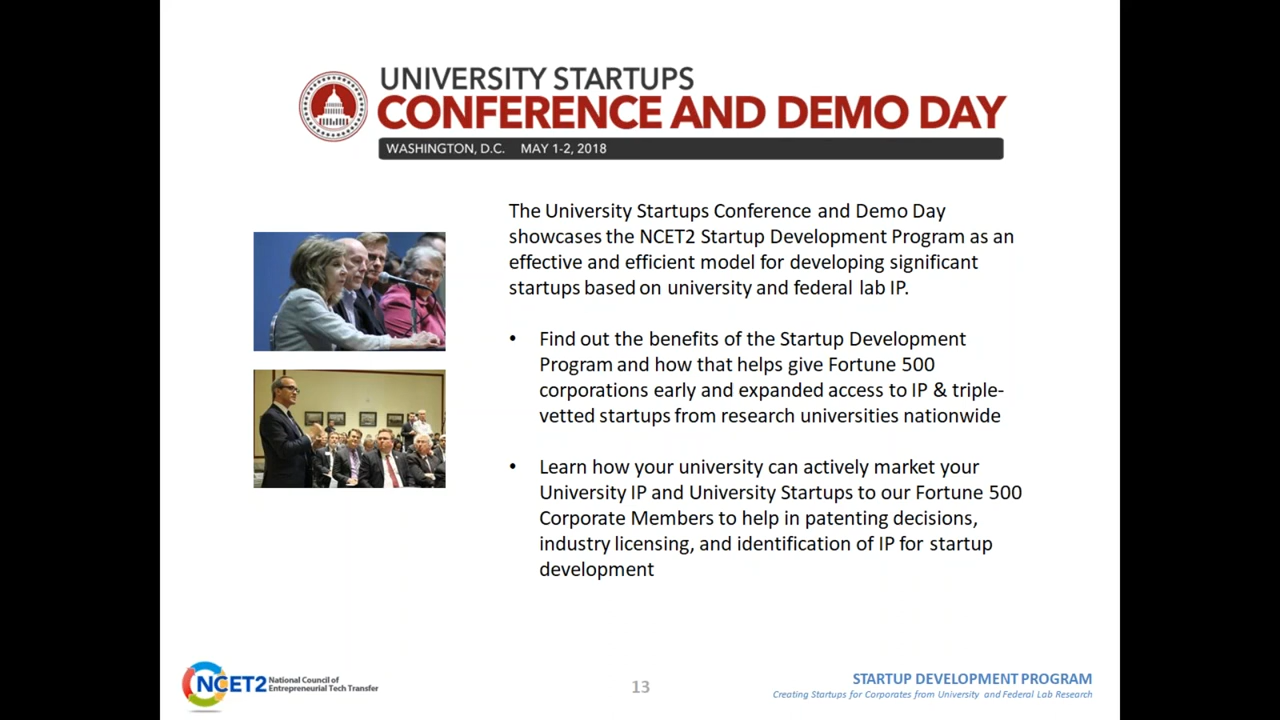 UNIVERSITY STARTUPS
CONFERENCE AND DEMO DAY
WASHINGTON, D.C. MAY 1-2, 2018
The University Startups Conference and Demo Day
showcases the NCET2 Startup Development Program as an
effective and efficient model for developing significant
startups based on university and federal lab IP.
• Find out the benefits of the Startup Development
Program and how that helps give Fortune 500
corporations early and expanded access to IP & triple-
vetted startups from research universities nationwide
• Learn how your university can actively market your
University IP and University Startups to our Fortune 500
Corporate Members to help in patenting decisions,
industry licensing, and identification of IP for startup
development
NCET2 National Council of
Entrepreneurial Tech Transfer
13
STARTUP DEVELOPMENT PROGRAM
Creating Startups for Corporates from University and Federal Lab Research